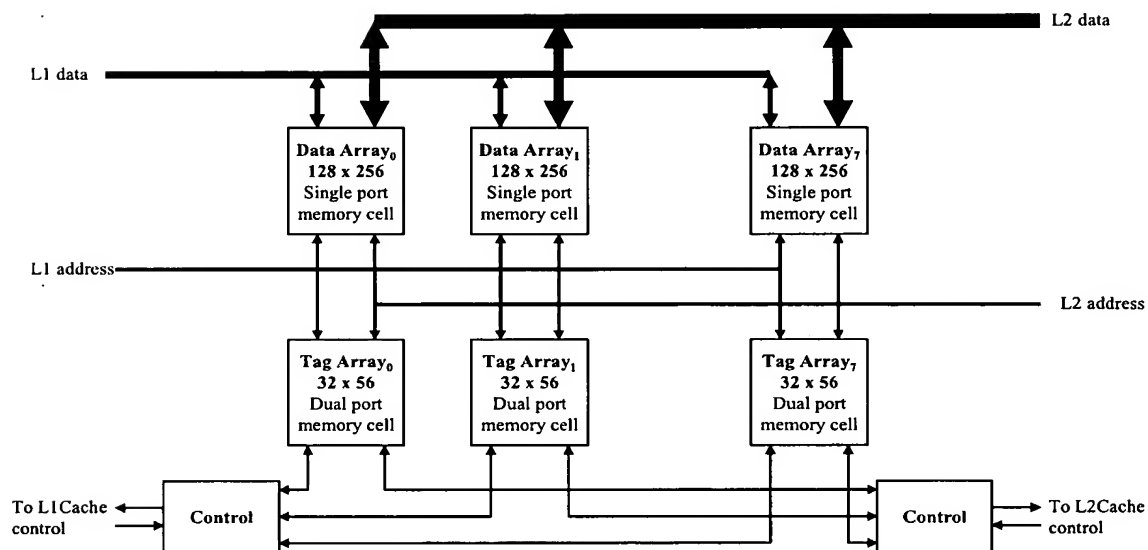 L2 data
L1 data
Data Array₀
128 x 256
Single port
memory cell
Data Array₁
128 x 256
Single port
memory cell
Data Array₇
128 x 256
Single port
memory cell
L1 address
L2 address
Tag Array₀
32 x 56
Dual port
memory cell
Tag Array₁
32 x 56
Dual port
memory cell
Tag Array₇
32 x 56
Dual port
memory cell
To L1Cache
control
Control
Control
To L2Cache
control